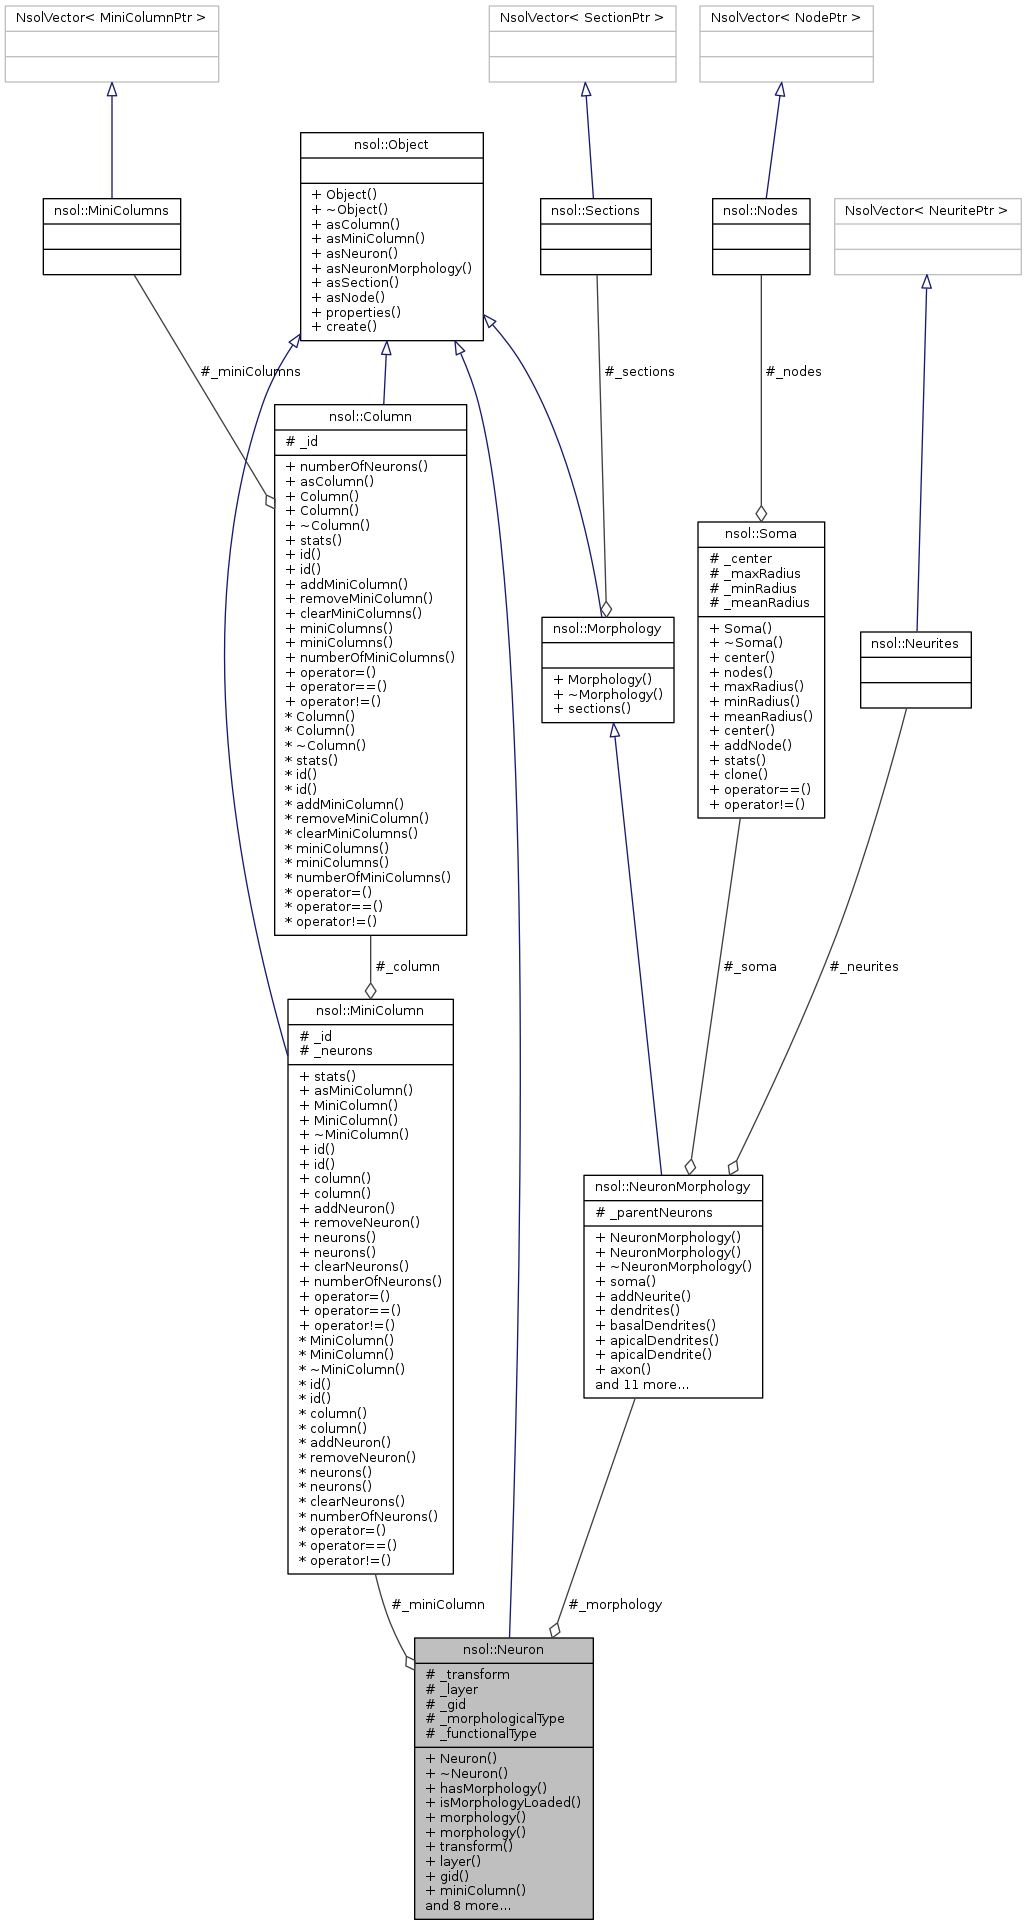 NsolVector< MiniColumnPtr >
NsolVector< SectionPtr >
NsolVector< NodePtr >
nsol::Object
+ Object()
+ ~Object()
+ asColumn()
+ asMiniColumn()
+ asNeuron()
+ asNeuronMorphology()
+ asSection()
+ asNode()
+ properties()
+ create()
nsol::MiniColumns
nsol::Sections
nsol::Nodes
NsolVector< NeuritePtr >
#_miniColumns
#_sections
#_nodes
nsol::Column
# _id
+ numberOfNeurons()
+ asColumn()
+ Column()
+ Column()
+ ~Column()
+ stats()
+ id()
+ id()
+ addMiniColumn()
+ removeMiniColumn()
+ clearMiniColumns()
+ miniColumns()
+ miniColumns()
+ numberOfMiniColumns()
+ operator=()
+ operator==()
+ operator!=()
* Column()
* Column()
* ~Column()
* stats()
* id()
* id()
* addMiniColumn()
* removeMiniColumn()
* clearMiniColumns()
* miniColumns()
* miniColumns()
* numberOfMiniColumns()
* operator=()
* operator==()
* operator!=()
nsol::Morphology
+ Morphology()
+ ~Morphology()
+ sections()
nsol::Soma
# _center
# _maxRadius
# _minRadius
# _meanRadius
+ Soma()
+ ~Soma()
+ center()
+ nodes()
+ maxRadius()
+ minRadius()
+ meanRadius()
+ center()
+ addNode()
+ stats()
+ clone()
+ operator==()
+ operator!=()
nsol::Neurites
#_column
#_soma
#_neurites
nsol::MiniColumn
# _id
# _neurons
+ stats()
+ asMiniColumn()
+ MiniColumn()
+ MiniColumn()
+ ~MiniColumn()
+ id()
+ id()
+ column()
+ column()
+ addNeuron()
+ removeNeuron()
+ neurons()
+ neurons()
+ clearNeurons()
+ numberOfNeurons()
+ operator=()
+ operator==()
+ operator!=()
* MiniColumn()
* MiniColumn()
* ~MiniColumn()
* id()
* id()
* column()
* column()
* addNeuron()
* removeNeuron()
* neurons()
* neurons()
* clearNeurons()
* numberOfNeurons()
* operator=()
* operator==()
* operator!=()
nsol::NeuronMorphology
# _parentNeurons
+ NeuronMorphology()
+ NeuronMorphology()
+ ~NeuronMorphology()
+ soma()
+ addNeurite()
+ dendrites()
+ basalDendrites()
+ apicalDendrites()
+ apicalDendrite()
+ axon()
and 11 more...
#_miniColumn
#_morphology
nsol::Neuron
# _transform
# _layer
# _gid
# _morphologicalType
# _functionalType
+ Neuron()
+ ~Neuron()
+ hasMorphology()
+ isMorphologyLoaded()
+ morphology()
+ morphology()
+ transform()
+ layer()
+ gid()
+ miniColumn()
and 8 more...